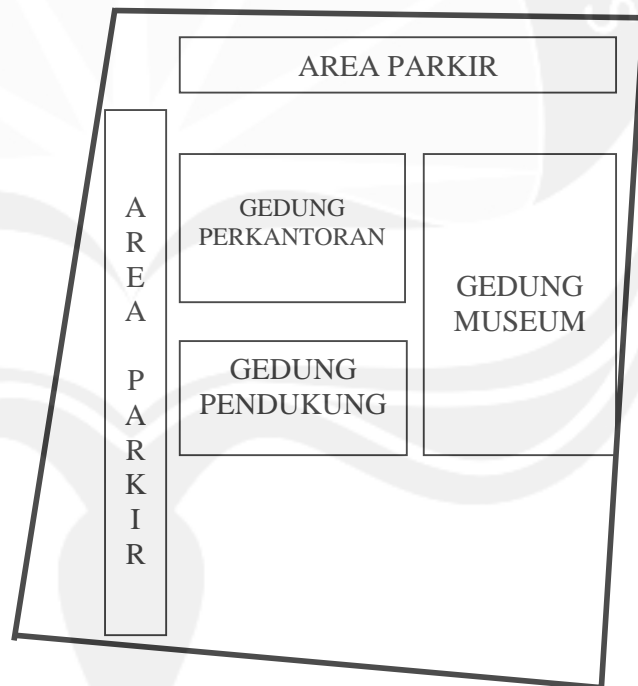 AREA PARKIR
A
R
E
A
P
A
R
K
I
R
GEDUNG
PERKANTORAN
GEDUNG
MUSEUM
GEDUNG
PENDUKUNG